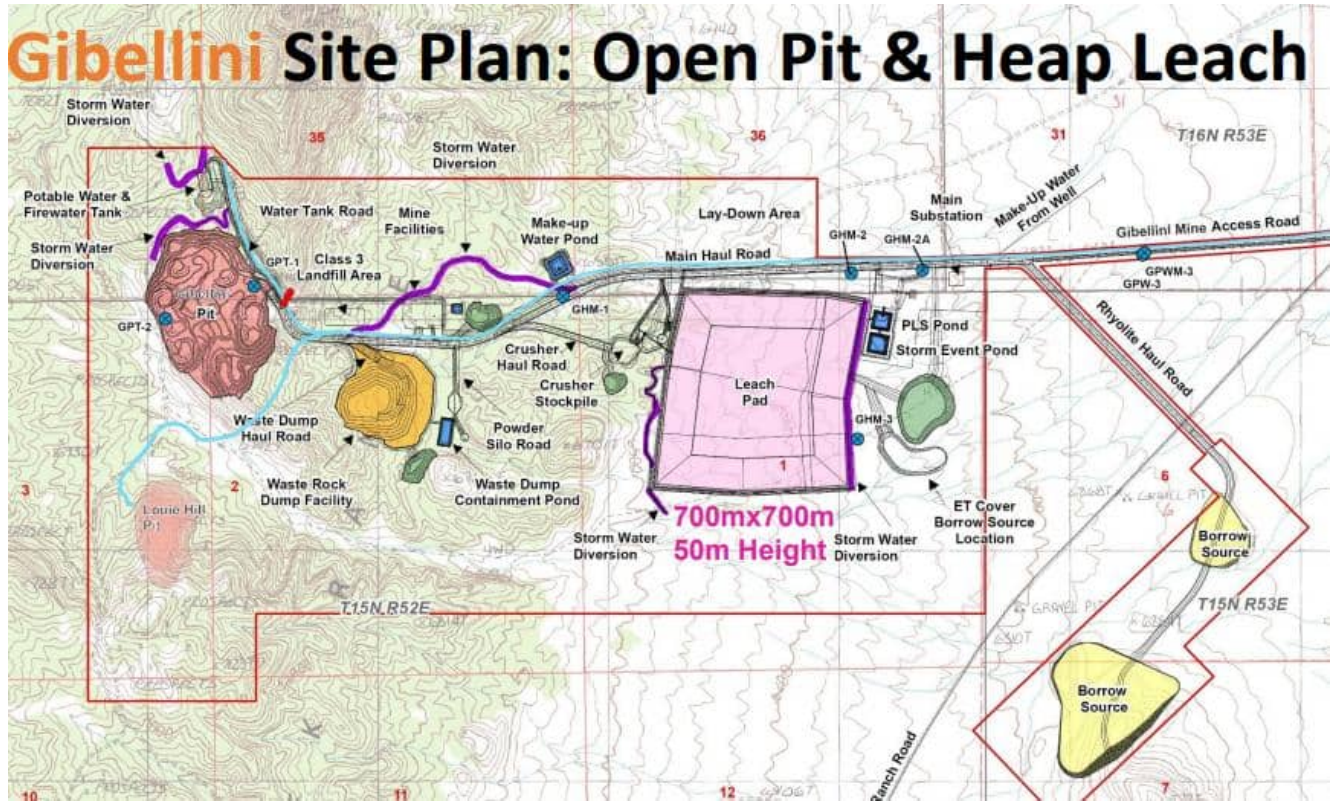 Gibellini Site Plan: Open Pit & Heap Leach
Storm Water
Diversion
35
36
31
T16N R53E
Storm Water
Diversion
Potable Water &
Firewater Tank
Water Tank Road
Mine
Facilities
Make-up
Water Pond
Lay-Down Area
Main
Substation
Make-Up Water
From Well
Storm Water
Diversion
GPT-1
Class 3
Landfill Area
Main Haul Road
GHM-2
GHM-2A
Gibellini Mine Access Road
GPWM-3
GPW-3
Pit
GPT-2
GHM-1
Crusher
Haul Road
Crusher
Stockpile
Leach
Pad
PLS Pond
Storm Event Pond
Rhyolite Haul Road
Waste Dump
Haul Road
Powder
Silo Road
GHM-3
Waste Rock
Dump Facility
Waste Dump
Containment Pond
3
2
1
6
Louie Hill
Pit
Storm Water
Diversion
700mx700m
50m Height
Storm Water
Diversion
ET Cover
Borrow Source
Location
GRAVEL PIT
Borrow
Source
T15N R52E
GRAVEL PIT
T15N R53E
Borrow
Source
Ranch Road
10
11
12
7